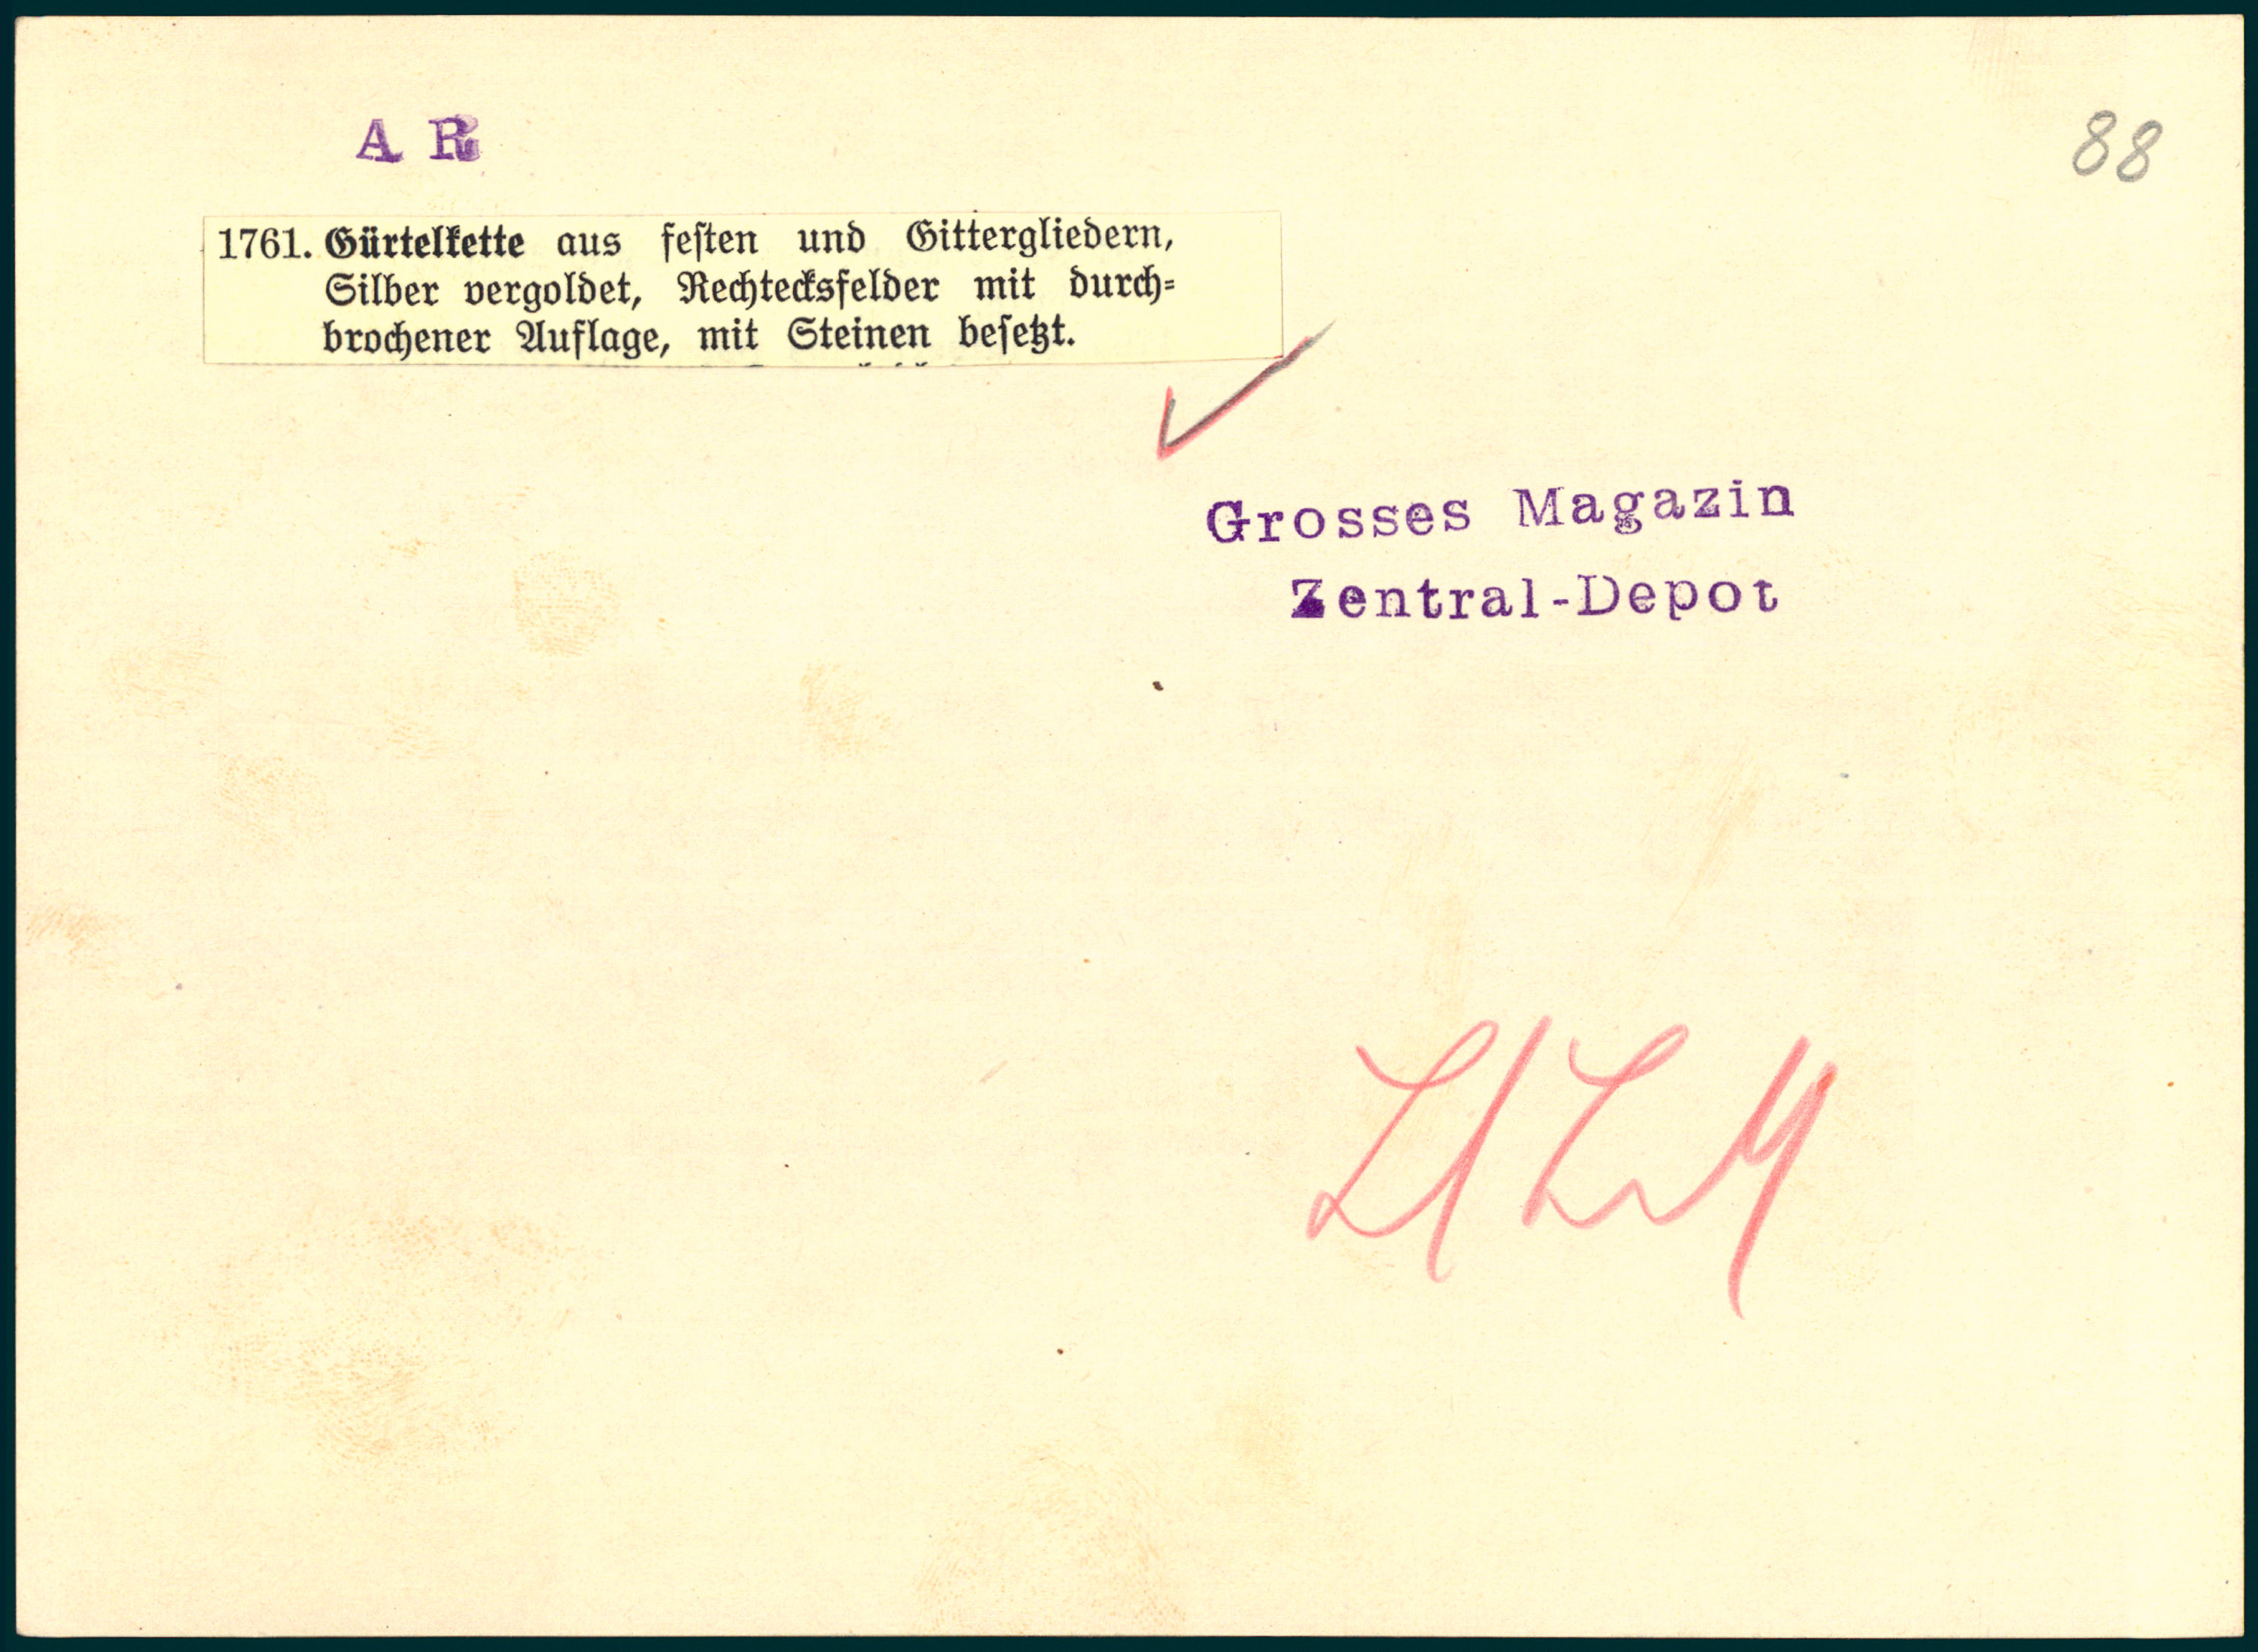 A R
88
1761. Gürtelkette aus feſten und Gittergliedern,
Silber vergoldet, Rechtecksfelder mit durch⸗
brochener Auflage, mit Steinen beſetzt.
Grosses Magazin
Zentral-Depot